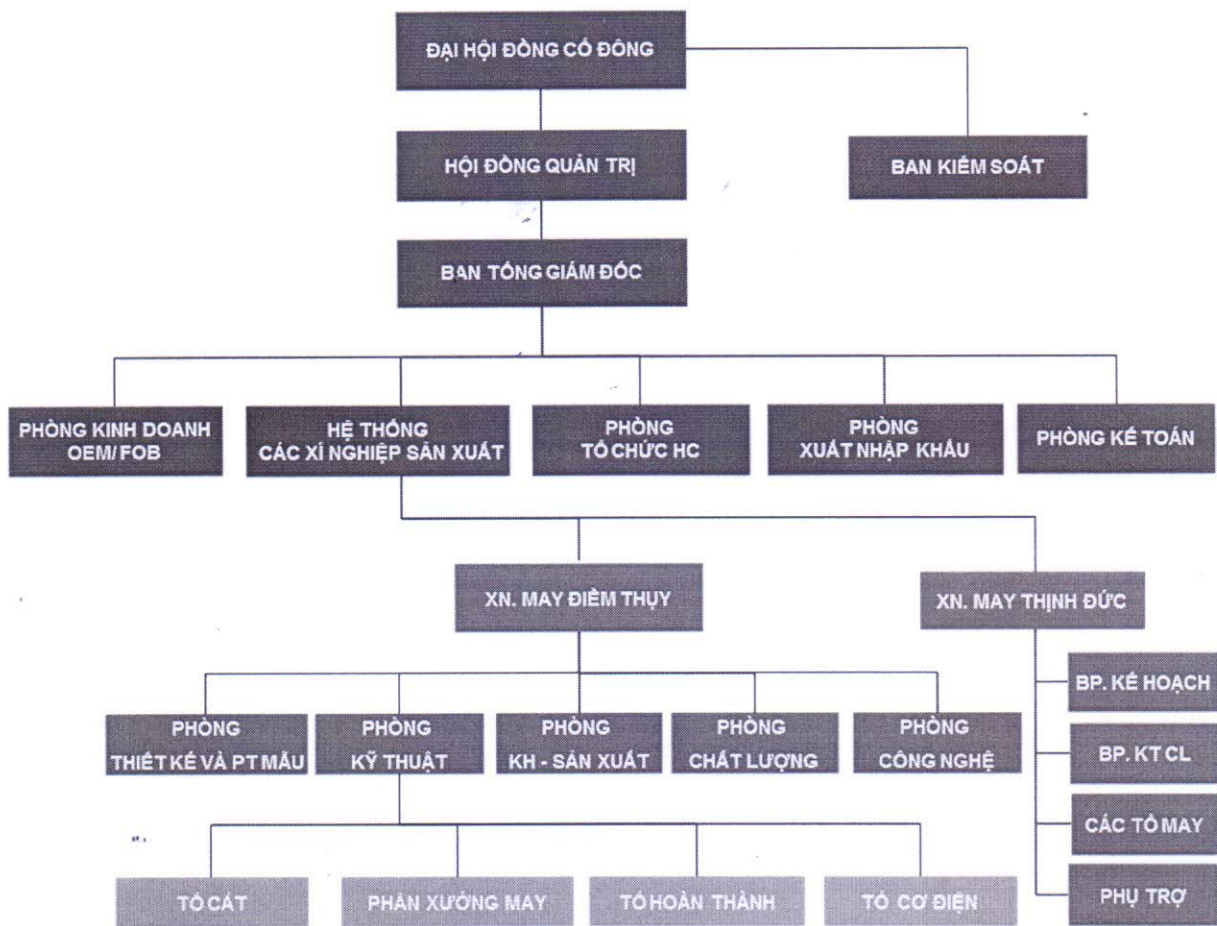 ĐẠI HỘI ĐỒNG CỔ ĐÔNG
HỘI ĐỒNG QUẢN TRỊ
BAN KIỂM SOÁT
BAN TỔNG GIÁM ĐỐC
PHÒNG KINH DOANH
OEM/ FOB
HỆ THỐNG
CÁC XÍ NGHIỆP SẢN XUẤT
PHÒNG
TỔ CHỨC HC
PHÒNG
XUẤT NHẬP KHẨU
PHÒNG KẾ TOÁN
XN. MAY ĐIỀM THỤY
XN. MAY THỊNH ĐỨC
PHÒNG
THIẾT KẾ VÀ PT MẪU
PHÒNG
KỸ THUẬT
PHÒNG
KH - SẢN XUẤT
PHÒNG
CHẤT LƯỢNG
PHÒNG
CÔNG NGHỆ
BP. KẾ HOẠCH
BP. KT CL
CÁC TỔ MAY
PHỤ TRỢ
TỔ CẮT
PHÂN XƯỞNG MAY
TỔ HOÀN THÀNH
TỔ CƠ ĐIỆN